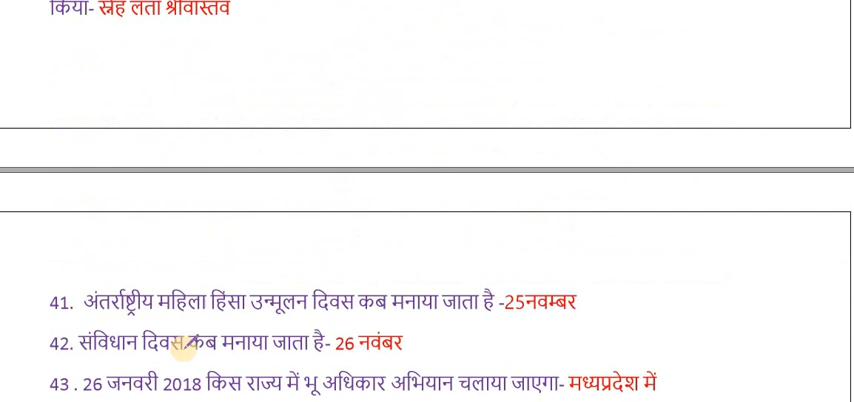 किया- स्नेह लता श्रीवास्तव
41. अंतर्राष्ट्रीय महिला हिंसा उन्मूलन दिवस कब मनाया जाता है -25नवम्बर
42. संविधान दिवस कब मनाया जाता है- 26 नवंबर
43 . 26 जनवरी 2018 किस राज्य में भू अधिकार अभियान चलाया जाएगा- मध्यप्रदेश में